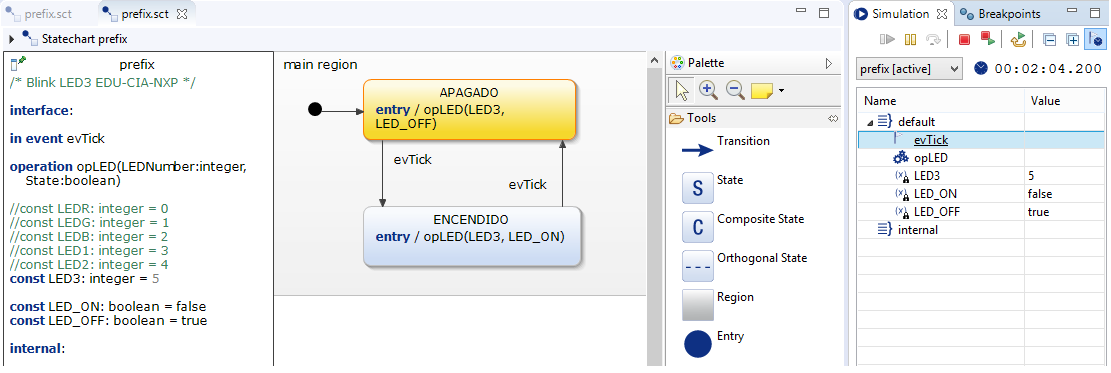 prefix.sct
prefix.sct
Statechart prefix
prefix
/* Blink LED3 EDU-CIA-NXP */
interface:
in event evTick
operation opLED(LEDNumber:integer,
State:boolean)
//const LEDR: integer = 0
//const LEDG: integer = 1
//const LEDB: integer = 2
//const LED1: integer = 3
//const LED2: integer = 4
const LED3: integer = 5
const LED_ON: boolean = false
const LED_OFF: boolean = true
internal:
main region
APAGADO
entry / opLED(LED3,
LED_OFF)
evTick
evTick
ENCENDIDO
entry / opLED(LED3, LED_ON)
Palette
Tools
Transition
State
S
Composite State
C
Orthogonal State
Region
Entry
Simulation
Breakpoints
prefix [active]
00:02:04.200
Name Value
default
evTick
opLED
(x) LED3 5
(x) LED_ON false
(x) LED_OFF true
internal